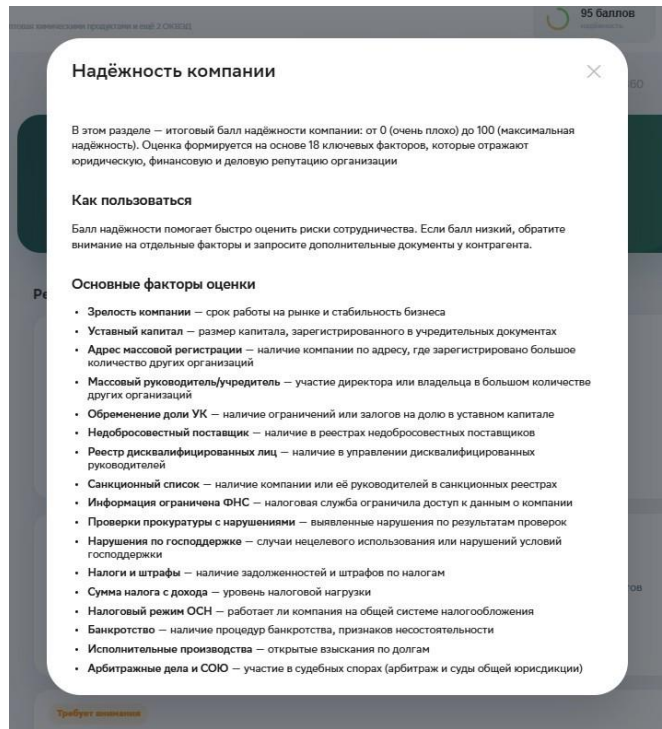 товля химическими продуктами и ещё 2 ОКВЭД
95 баллов
надёжность
Надёжность компании
В этом разделе — итоговый балл надёжности компании: от 0 (очень плохо) до 100 (максимальная
надёжность). Оценка формируется на основе 18 ключевых факторов, которые отражают
юридическую, финансовую и деловую репутацию организации
Как пользоваться
Балл надёжности помогает быстро оценить риски сотрудничества. Если балл низкий, обратите
внимание на отдельные факторы и запросите дополнительные документы у контрагента.
Ре
Основные факторы оценки
• Зрелость компании — срок работы на рынке и стабильность бизнеса
• Уставный капитал — размер капитала, зарегистрированного в учредительных документах
• Адрес массовой регистрации — наличие компании по адресу, где зарегистрировано большое
количество других организаций
• Массовый руководитель/учредитель — участие директора или владельца в большом количестве
других организаций
• Обременение доли УК — наличие ограничений или залогов на долю в уставном капитале
• Недобросовестный поставщик — наличие в реестрах недобросовестных поставщиков
• Реестр дисквалифицированных лиц — наличие в управлении дисквалифицированных
руководителей
• Санкционный список — наличие компании или её руководителей в санкционных реестрах
• Информация ограничена ФНС — налоговая служба ограничила доступ к данным о компании
• Проверки прокуратуры с нарушениями — выявленные нарушения по результатам проверок
• Нарушения по господдержке — случаи нецелевого использования или нарушений условий
господдержки
• Налоги и штрафы — наличие задолженностей и штрафов по налогам
• Сумма налога с дохода — уровень налоговой нагрузки
• Налоговый режим ОСН — работает ли компания на общей системе налогообложения
• Банкротство — наличие процедур банкротства, признаков несостоятельности
• Исполнительные производства — открытые взыскания по долгам
• Арбитражные дела и СОЮ — участие в судебных спорах (арбитраж и суды общей юрисдикции)
Требует внимания